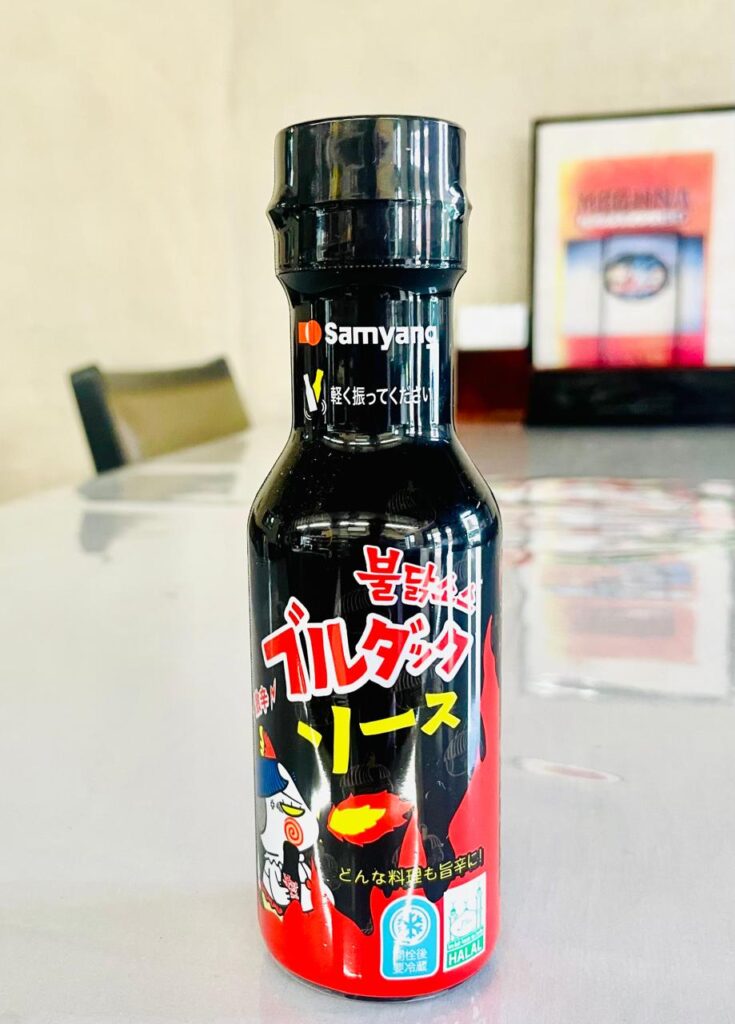 Samyang
軽く振ってください
불닭소스
ブルダック
ソース
どんな料理も旨辛に!
開栓後
要冷蔵
HALAL